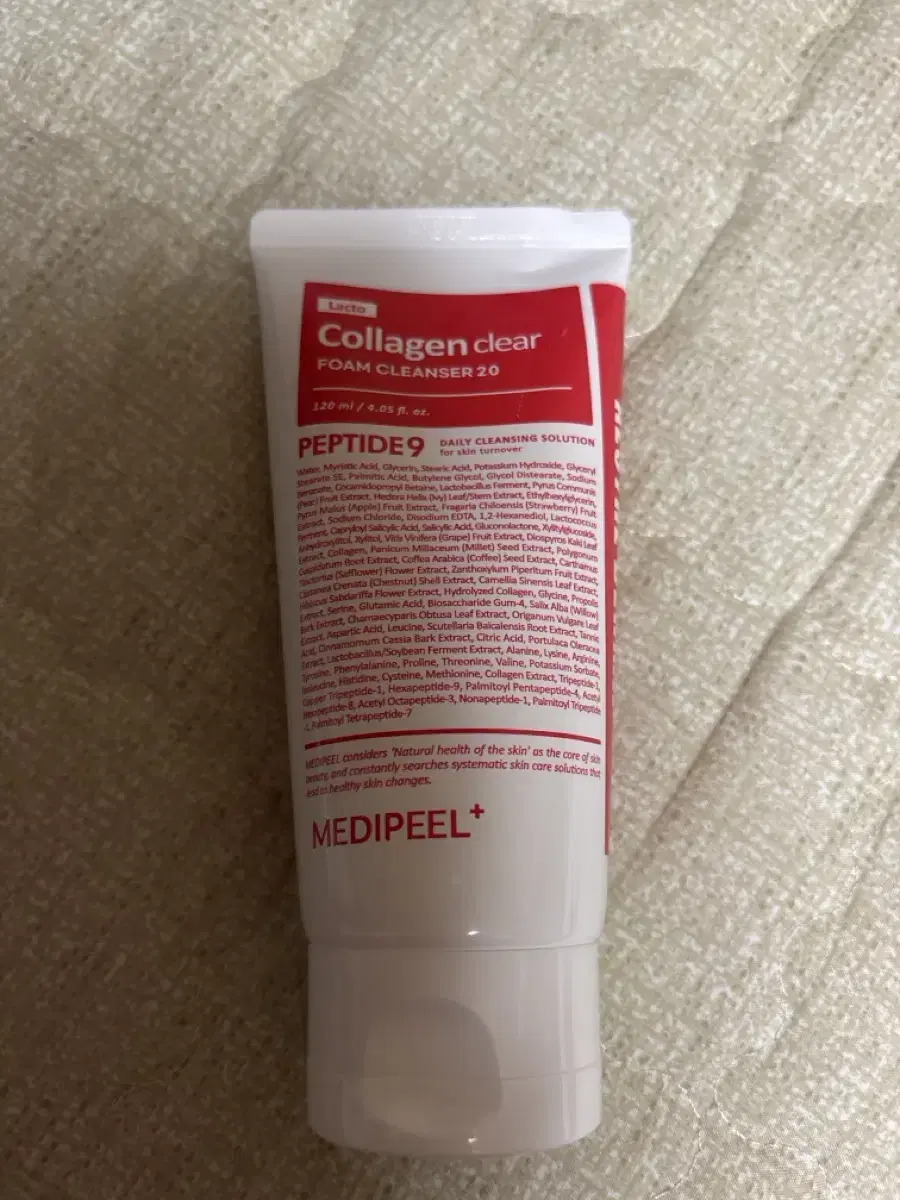 Lacto
Collagen clear
FOAM CLEANSER 2.0
120 ml / 4.05 fl. oz.
PEPTIDE 9
DAILY CLEANSING SOLUTION
for skin turnover
Water, Myristic Acid, Glycerin, Stearic Acid, Potassium Hydroxide, Glyceryl
Stearate SE, Palmitic Acid, Butylene Glycol, Glycol Distearate, Sodium
Benzoate, Cocamidopropyl Betaine, Lactobacillus Ferment, Pyrus Communis
(Pear) Fruit Extract, Hedera Helix (Ivy) Leaf/Stem Extract, Ethylhexylglycerin,
Pyrus Malus (Apple) Fruit Extract, Fragaria Chiloensis (Strawberry) Fruit
Extract, Sodium Chloride, Disodium EDTA, 1,2-Hexanediol, Lactococcus
Ferment, Capryloyl Salicylic Acid, Salicylic Acid, Gluconolactone, Xylitylglucoside,
Anhydroxylitol, Xylitol, Vitis Vinifera (Grape) Fruit Extract, Diospyros Kaki Leaf
Extract, Collagen, Panicum Miliaceum (Millet) Seed Extract, Polygonum
Cuspidatum Root Extract, Coffea Arabica (Coffee) Seed Extract, Carthamus
Tinctorius (Safflower) Flower Extract, Zanthoxylum Piperitum Fruit Extract,
Castanea Crenata (Chestnut) Shell Extract, Camellia Sinensis Leaf Extract,
Hibiscus Sabdariffa Flower Extract, Hydrolyzed Collagen, Glycine, Propolis
Extract, Serine, Glutamic Acid, Biosaccharide Gum-4, Salix Alba (Willow)
Bark Extract, Chamaecyparis Obtusa Leaf Extract, Origanum Vulgare Leaf
Extract, Aspartic Acid, Leucine, Scutellaria Baicalensis Root Extract, Tannic
Acid, Cinnamomum Cassia Bark Extract, Citric Acid, Portulaca Oleracea
Extract, Lactobacillus/Soybean Ferment Extract, Alanine, Lysine, Arginine,
Tyrosine, Phenylalanine, Proline, Threonine, Valine, Potassium Sorbate,
Isoleucine, Histidine, Cysteine, Methionine, Collagen Extract, Tripeptide-1,
Copper Tripeptide-1, Hexapeptide-9, Palmitoyl Pentapeptide-4, Acetyl
Hexapeptide-8, Acetyl Octapeptide-3, Nonapeptide-1, Palmitoyl Tripeptide
-1, Palmitoyl Tetrapeptide-7
MEDIPEEL considers 'Natural health of the skin' as the core of skin
beauty, and constantly searches systematic skin care solutions that
lead to healthy skin changes.
MEDIPEEL+